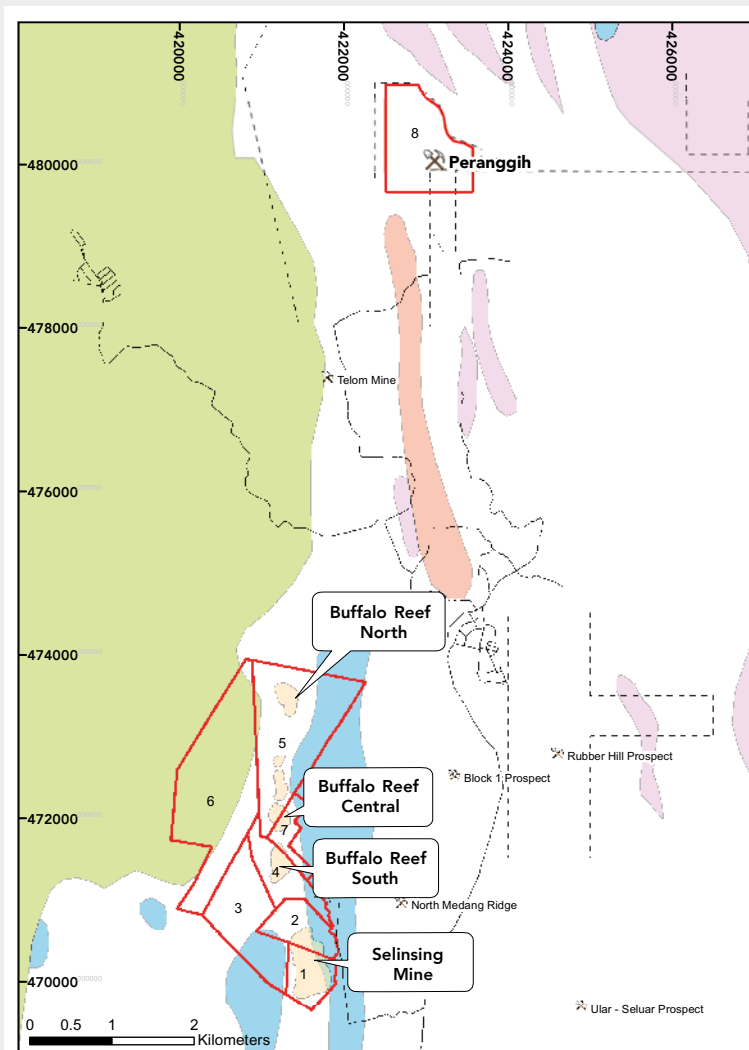 420000
422000
424000
426000
480000
478000
476000
474000
472000
470000
8
Peranggih
Telom Mine
Buffalo Reef
North
5
Rubber Hill Prospect
Block 1 Prospect
6
Buffalo Reef
Central
7
Buffalo Reef
South
4
3
North Medang Ridge
2
Selinsing
Mine
1
Ular - Seluar Prospect
0 0.5 1 2
Kilometers